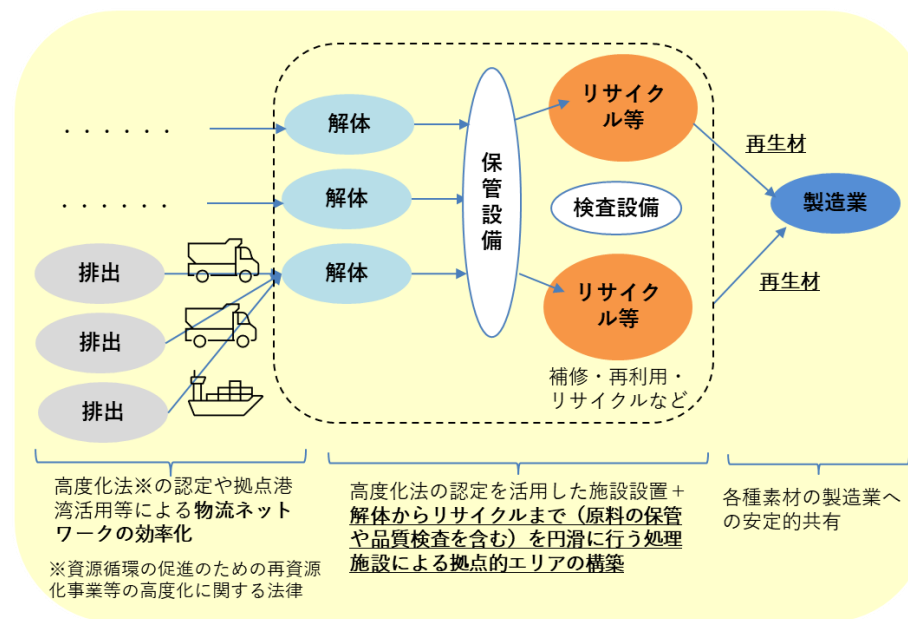 ・・・・・・
解体
リサイク
ル等
再生材
・・・・・・
解体
保管設備
検査設備
製造業
排出
解体
リサイク
ル等
再生材
排出
排出
補修・再利用・
リサイクルなど
高度化法※の認定や拠点港
湾活用等による物流ネット
ワークの効率化
※資源循環の促進のための再資源
化事業等の高度化に関する法律
高度化法の認定を活用した施設設置＋
解体からリサイクルまで（原料の保管
や品質検査を含む）を円滑に行う処理
施設による拠点的エリアの構築
各種素材の製造業へ
の安定的共有